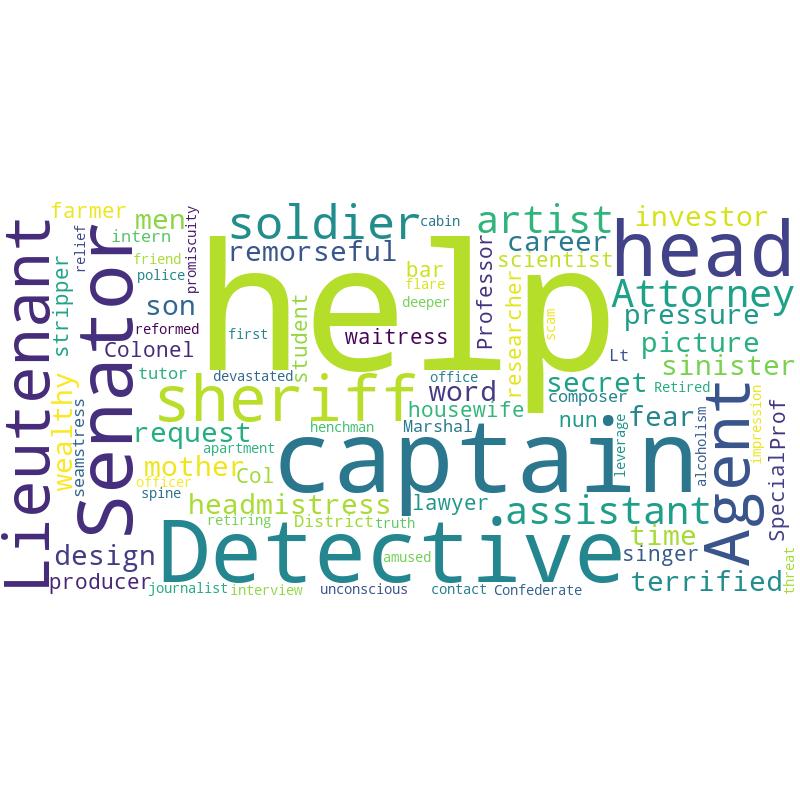 farmer
men
intern
friend
police
relief
promiscuity
soldier
cabin
artist
investor
remorseful
career
scientist
head
help
Lieutenant
Senator
stripper
son
reformed
Colonel
bar
flare
deeper
Professor
researcher
scam
Attorney
pressure
first
student
waitress
Lt
picture
sinister
tutor
devastated
office
secret
Retired
wealthy
seamstress
sheriff
word
housewife
composer
nun
fear
leverage
alcoholism
Agent
impression
SpecialProf
request
henchman
Marshal
apartment
captain
mother
Col
officer
spine
headmistress
lawyer
assistant
retiring
District
truth
time
design
Detective
amused
singer
producer
journalist
interview
unconscious
contact
Confederate
terrified
threat